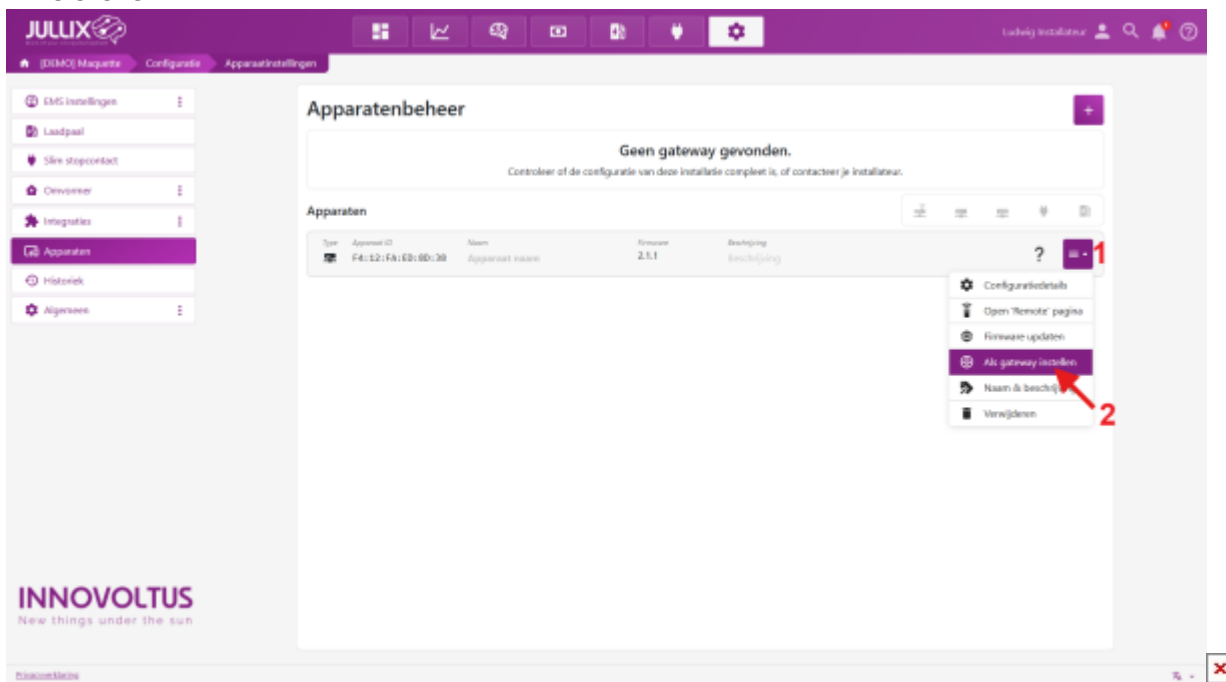 JULLIX
Ludwig Installateur
[DEMO] Maquette
Configuratie
Apparaatinstellingen
EMS instellingen
Laadpaal
Slim stopcontact
Omvormer
Integraties
Apparaten
Historiek
Algemeen
Apparatenbeheer
+
Geen gateway gevonden.
Controleer of de configuratie van deze installatie compleet is, of contacteer je installateur.
Apparaten
Type Apparaat ID Naam Firmware Beschrijving
F4:12:FA:ED:8D:38 Apparaat naam 2.1.1 Beschrijving ? 1
Configuratiedetails
Open 'Remote' pagina
Firmware updaten
Als gateway instellen
Naam & beschrijving
Verwijderen
2
INNOVOLTUS
New things under the sun
Privacyverklaring